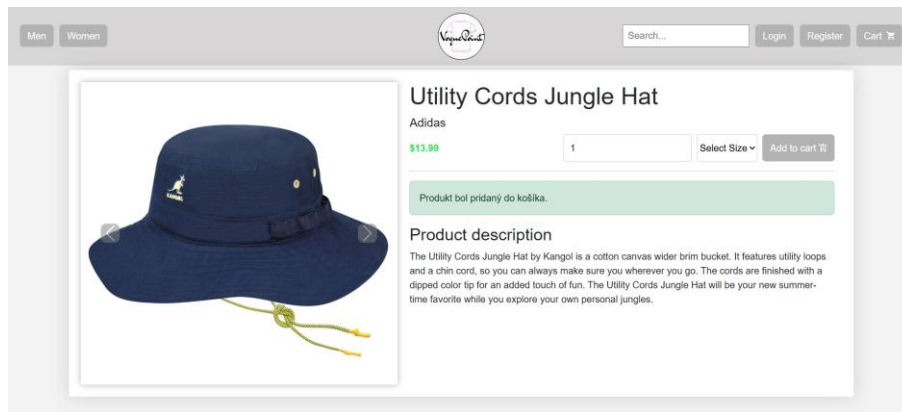 Men Women VoguePoint Search... Login Register Cart
Utility Cords Jungle Hat
Adidas
$13.99 1 Select Size Add to cart
KANGOL
Produkt bol pridaný do košíka.
Product description
The Utility Cords Jungle Hat by Kangol is a cotton canvas wider brim bucket. It features utility loops
and a chin cord, so you can always make sure you wherever you go. The cords are finished with a
dipped color tip for an added touch of fun. The Utility Cords Jungle Hat will be your new summer-
time favorite while you explore your own personal jungles.